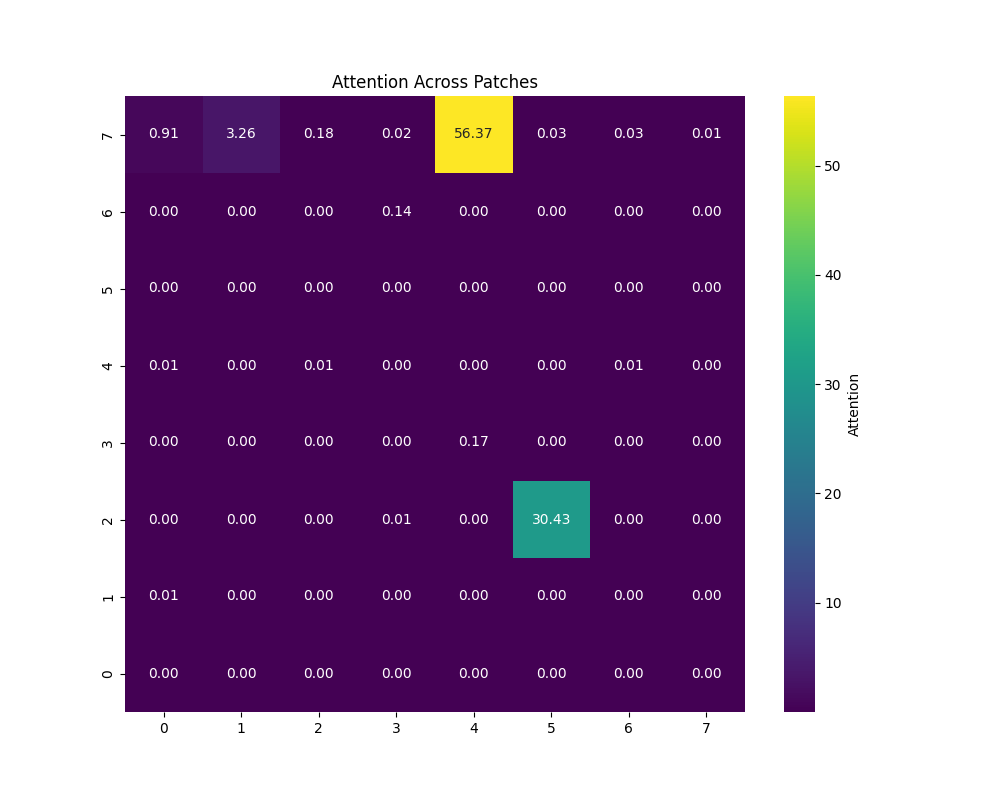 Attention Across Patches
7 0.91 3.26 0.18 0.02 56.37 0.03 0.03 0.01
6 0.00 0.00 0.00 0.14 0.00 0.00 0.00 0.00
5 0.00 0.00 0.00 0.00 0.00 0.00 0.00 0.00
4 0.01 0.00 0.01 0.00 0.00 0.00 0.01 0.00
3 0.00 0.00 0.00 0.00 0.17 0.00 0.00 0.00
2 0.00 0.00 0.00 0.01 0.00 30.43 0.00 0.00
1 0.01 0.00 0.00 0.00 0.00 0.00 0.00 0.00
0 0.00 0.00 0.00 0.00 0.00 0.00 0.00 0.00
0 1 2 3 4 5 6 7
50
40
30
20
10
Attention